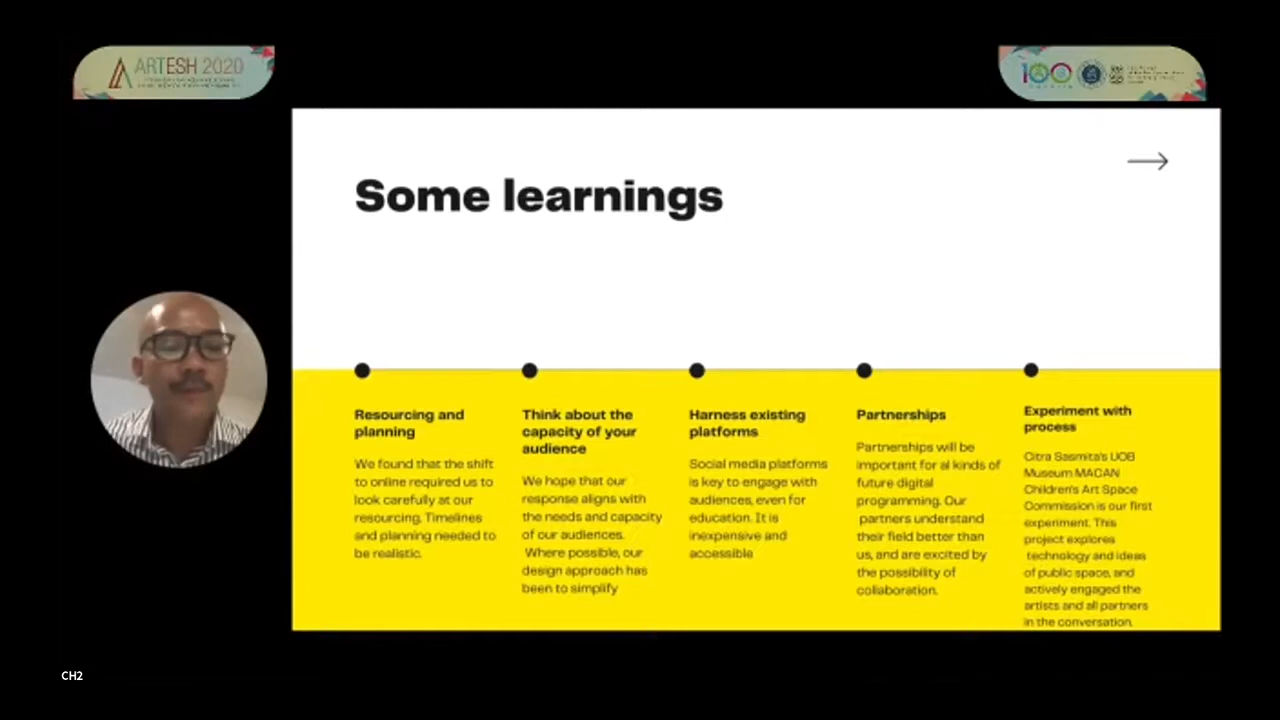 ARTESH 2020
100
Some learnings
Resourcing and
planning
We found that the shift
to online required us to
look carefully at our
resourcing. Timelines
and planning needed to
be realistic.
Think about the
capacity of your
audience
We hope that our
response aligns with
the needs and capacity
of our audiences.
Where possible, our
design approach has
been to simplify
Harness existing
platforms
Social media platforms
is key to engage with
audiences, even for
education. It is
inexpensive and
accessible
Partnerships
Partnerships will be
important for al kinds of
future digital
programming. Our
partners understand
their field better than
us, and are excited by
the possibility of
collaboration.
Experiment with
process
Citra Sasmita's UOB
Museum MACAN
Children's Art Space
Commission is our first
experiment. This
project explores
technology and ideas
of public space, and
actively engaged the
artists and all partners
in the conversation.
CH2